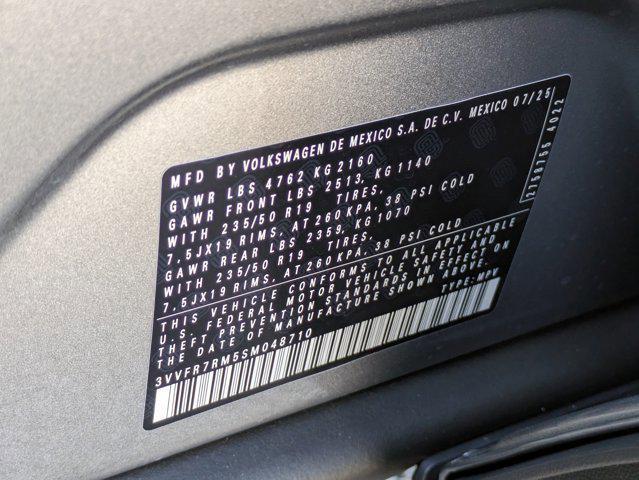 MFD BY VOLKSWAGEN DE MEXICO S.A. DE C.V. MEXICO 07/25
GVWR LBS 4762 KG2160
GAWR FRONT LBS 2513, KG1140
WITH 235/50 R19 TIRES,
7.5JX19 RIMS, AT 260 KPA, 38 PSI COLD
GAWR REAR LBS 2359, KG 1070
WITH 235/50 R19 TIRES,
7.5JX19 RIMS, AT 260 KPA, 38 PSI COLD
THIS VEHICLE CONFORMS TO ALL APPLICABLE
U.S. FEDERAL MOTOR VEHICLE SAFETY AND
THEFT PREVENTION STANDARDS IN EFFECT ON
THE DATE OF MANUFACTURE SHOWN ABOVE.
TYPE: MPV
3VVFR7RM5SM048710
4022